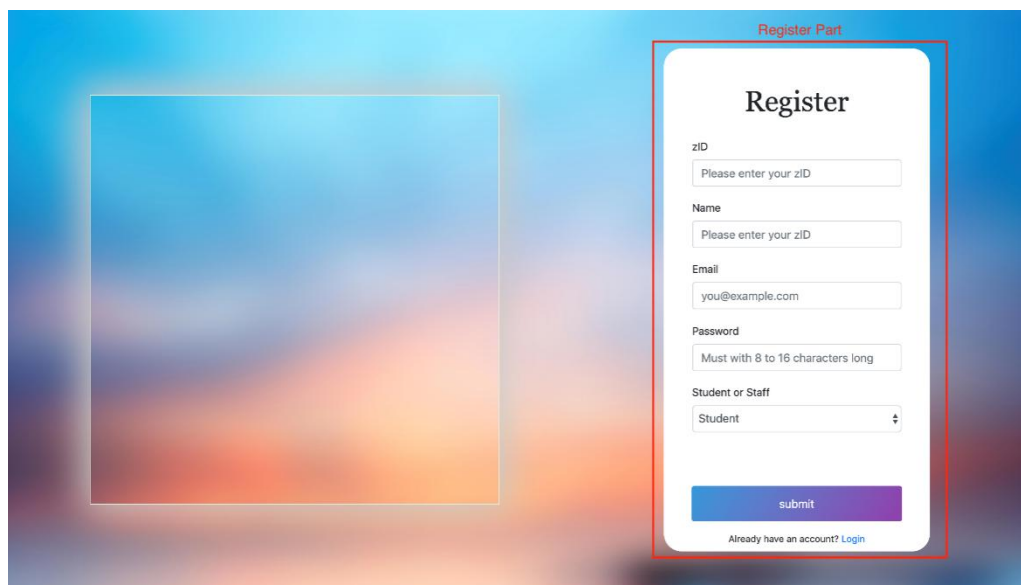 Register Part
Register
zID
Please enter your zID
Name
Please enter your zID
Email
you@example.com
Password
Must with 8 to 16 characters long
Student or Staff
Student
submit
Already have an account? Login